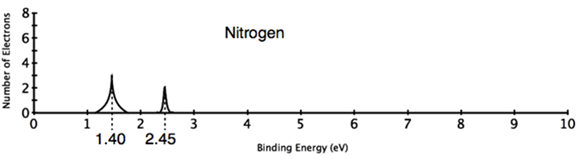 Nitrogen
Number of Electrons
8
6
4
2
0
0 1 2 3 4 5 6 7 8 9 10
1.40 2.45
Binding Energy (eV)